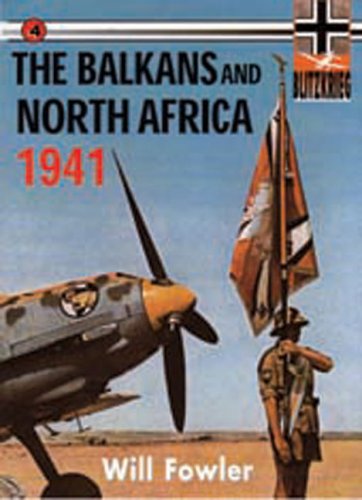 4
BLITZKRIEG
THE BALKANS AND
NORTH AFRICA
1941
Will Fowler